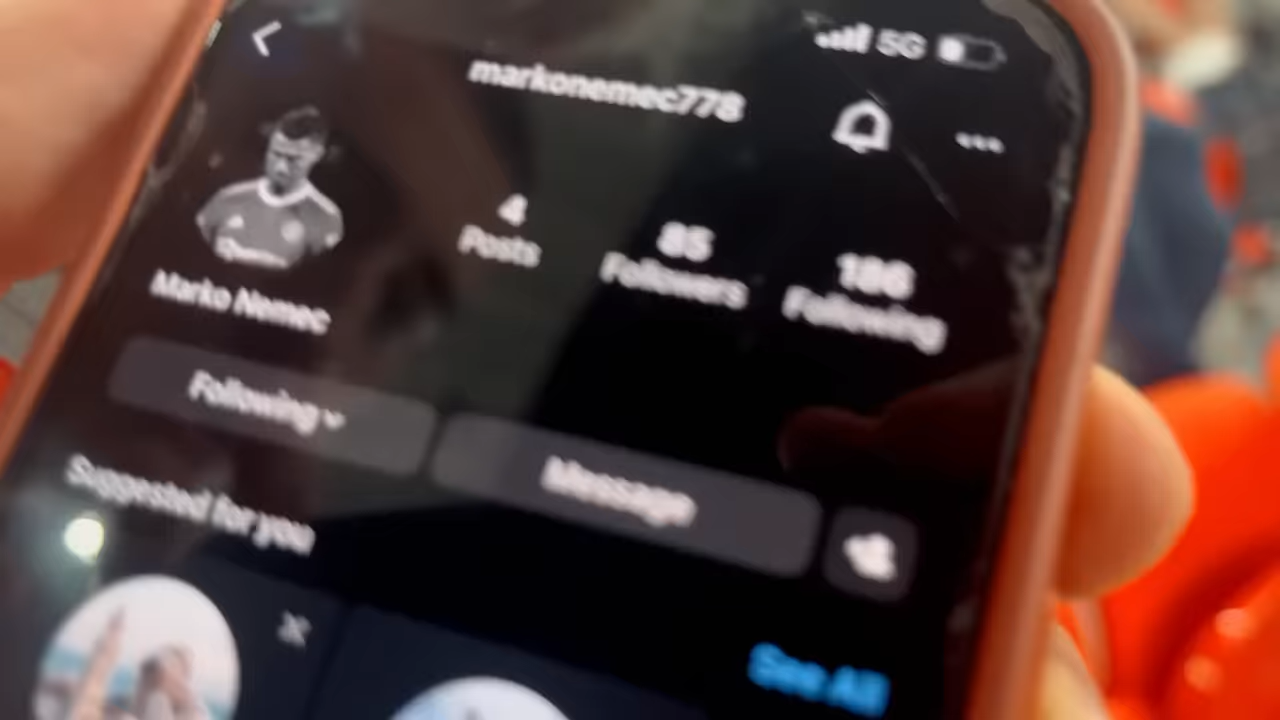 5G
markonemec778
4
Posts
85
Followers
186
Following
Marko Nemec
Following
Message
Suggested for you
See All